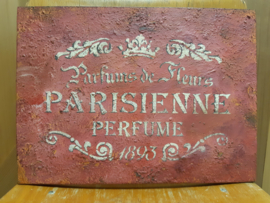 Parfums de Fleurs
PARISIENNE
PERFUME
1893